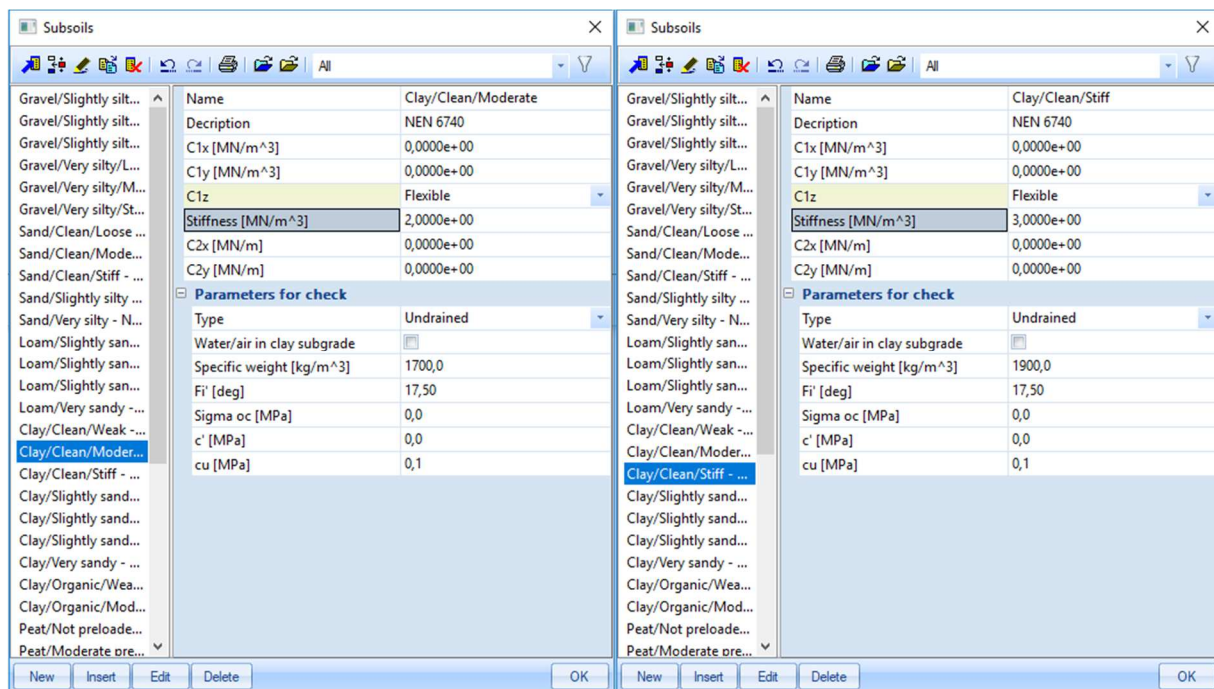 Subsoils
All
Gravel/Slightly silt...
Gravel/Slightly silt...
Gravel/Slightly silt...
Gravel/Very silty/L...
Gravel/Very silty/M...
Gravel/Very silty/St...
Sand/Clean/Loose ...
Sand/Clean/Mode...
Sand/Clean/Stiff - ...
Sand/Slightly silty ...
Sand/Very silty - N...
Loam/Slightly san...
Loam/Slightly san...
Loam/Slightly san...
Loam/Very sandy -...
Clay/Clean/Weak -...
Clay/Clean/Moder...
Clay/Clean/Stiff - ...
Clay/Slightly sand...
Clay/Slightly sand...
Clay/Slightly sand...
Clay/Very sandy - ...
Clay/Organic/Wea...
Clay/Organic/Mod...
Peat/Not preloade...
Peat/Moderate pre...
Name Clay/Clean/Moderate
Decription NEN 6740
C1x [MN/m^3] 0,0000e+00
C1y [MN/m^3] 0,0000e+00
C1z Flexible
Stiffness [MN/m^3] 2,0000e+00
C2x [MN/m] 0,0000e+00
C2y [MN/m] 0,0000e+00
Parameters for check
Type Undrained
Water/air in clay subgrade
Specific weight [kg/m^3] 1700,0
Fi' [deg] 17,50
Sigma oc [MPa] 0,0
c' [MPa] 0,0
cu [MPa] 0,1
New Insert Edit Delete OK
Subsoils
All
Gravel/Slightly silt...
Gravel/Slightly silt...
Gravel/Slightly silt...
Gravel/Very silty/L...
Gravel/Very silty/M...
Gravel/Very silty/St...
Sand/Clean/Loose ...
Sand/Clean/Mode...
Sand/Clean/Stiff - ...
Sand/Slightly silty ...
Sand/Very silty - N...
Loam/Slightly san...
Loam/Slightly san...
Loam/Slightly san...
Loam/Very sandy -...
Clay/Clean/Weak -...
Clay/Clean/Moder...
Clay/Clean/Stiff - ...
Clay/Slightly sand...
Clay/Slightly sand...
Clay/Slightly sand...
Clay/Very sandy - ...
Clay/Organic/Wea...
Clay/Organic/Mod...
Peat/Not preloade...
Peat/Moderate pre...
Name Clay/Clean/Stiff
Decription NEN 6740
C1x [MN/m^3] 0,0000e+00
C1y [MN/m^3] 0,0000e+00
C1z Flexible
Stiffness [MN/m^3] 3,0000e+00
C2x [MN/m] 0,0000e+00
C2y [MN/m] 0,0000e+00
Parameters for check
Type Undrained
Water/air in clay subgrade
Specific weight [kg/m^3] 1900,0
Fi' [deg] 17,50
Sigma oc [MPa] 0,0
c' [MPa] 0,0
cu [MPa] 0,1
New Insert Edit Delete OK